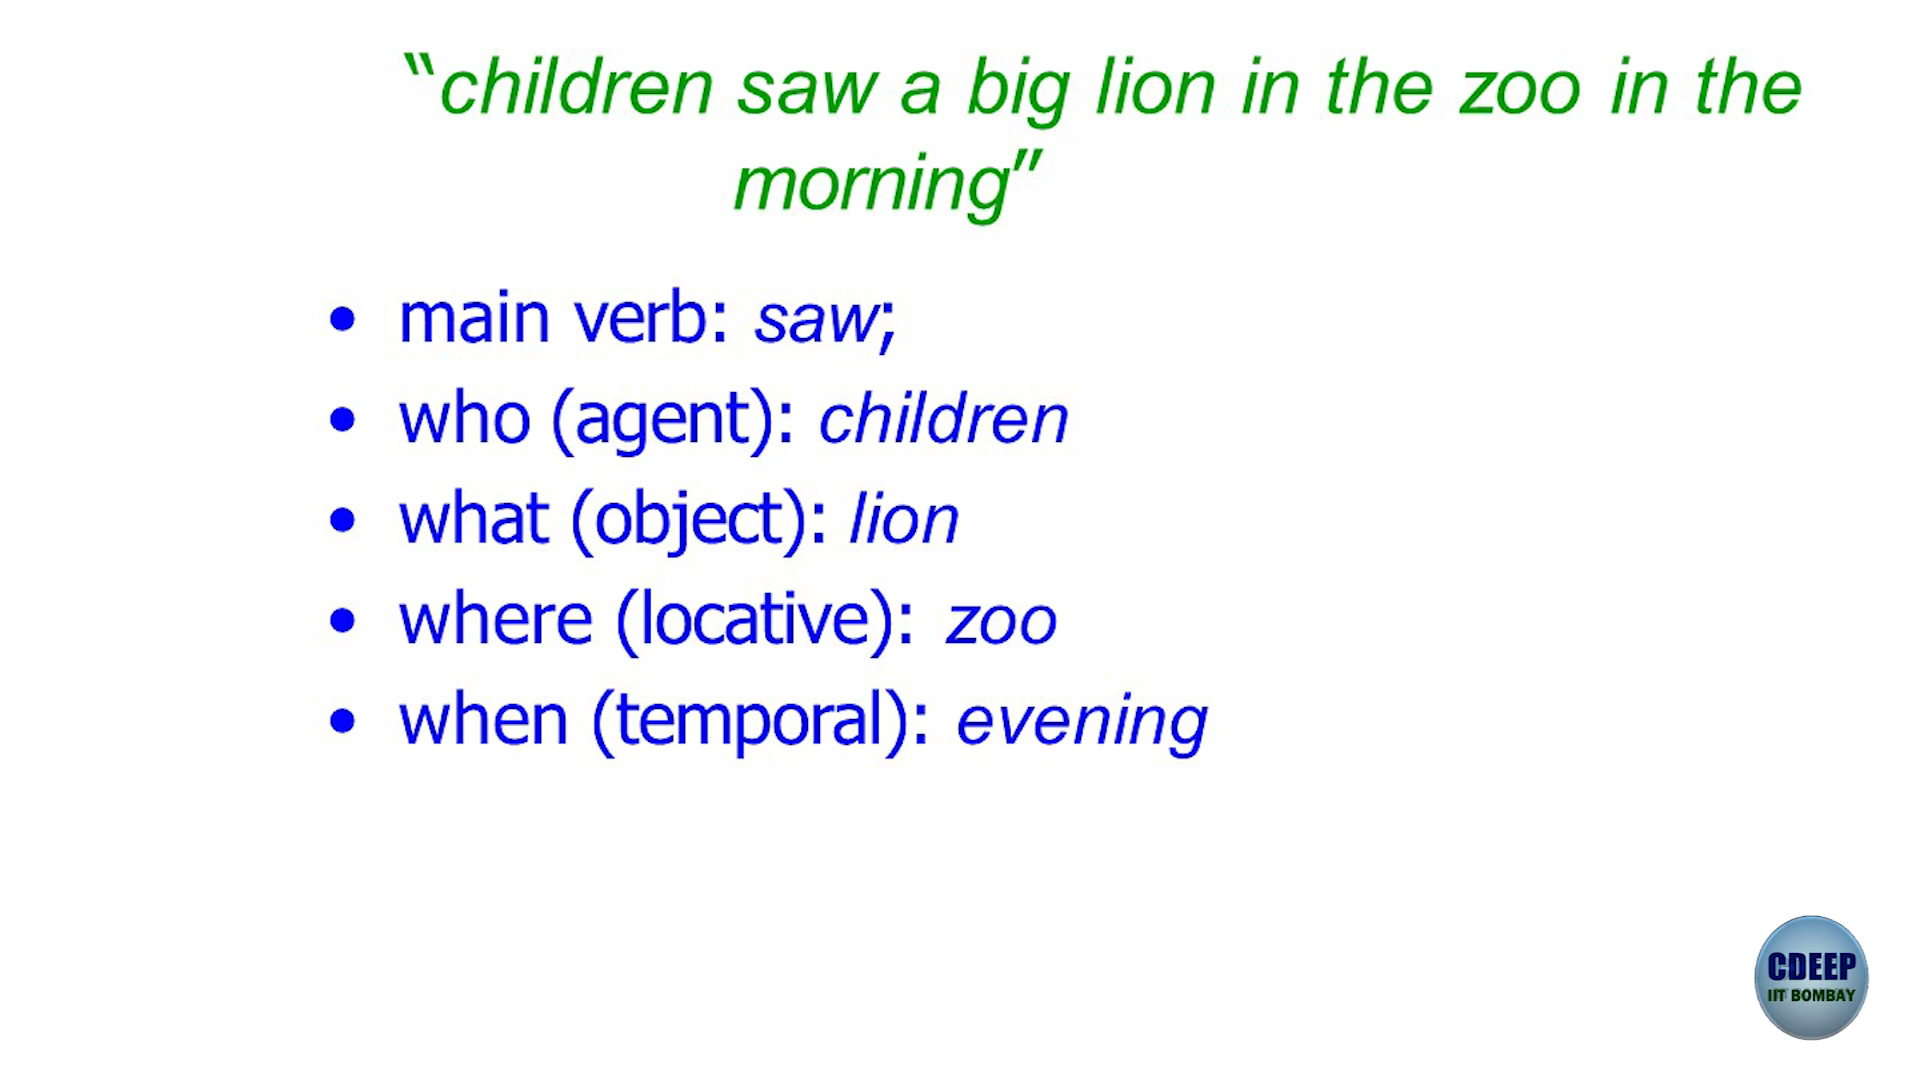 “children saw a big lion in the zoo in the
morning”
• main verb: saw;
• who (agent): children
• what (object): lion
• where (locative): zoo
• when (temporal): evening
CDEEP
IIT BOMBAY